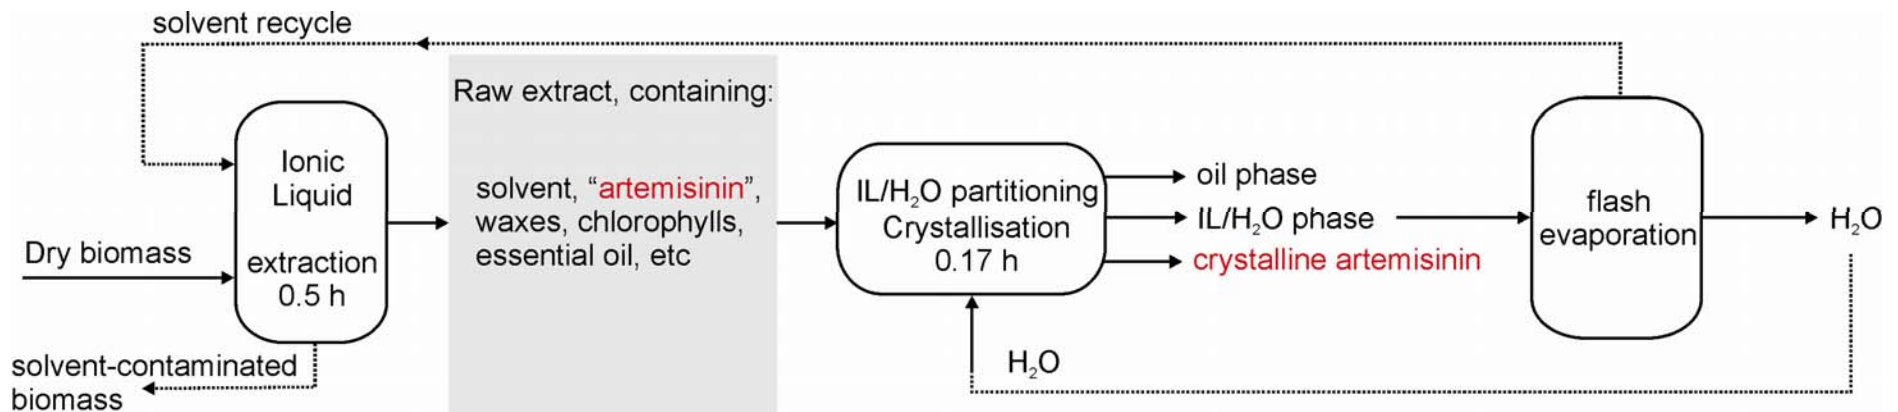 solvent recycle
Ionic
Liquid
extraction
0.5 h
Dry biomass
solvent-contaminated
biomass
Raw extract, containing:
solvent, “artemisinin”,
waxes, chlorophylls,
essential oil, etc
IL/H₂O partitioning
Crystallisation
0.17 h
oil phase
IL/H₂O phase
crystalline artemisinin
H₂O
flash
evaporation
H₂O